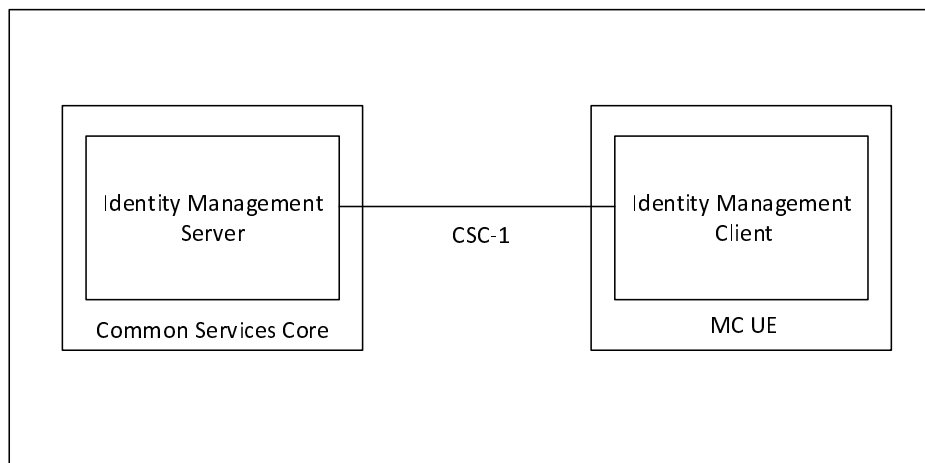 Identity Management
Server
Common Services Core
CSC-1
Identity Management
Client
MC UE